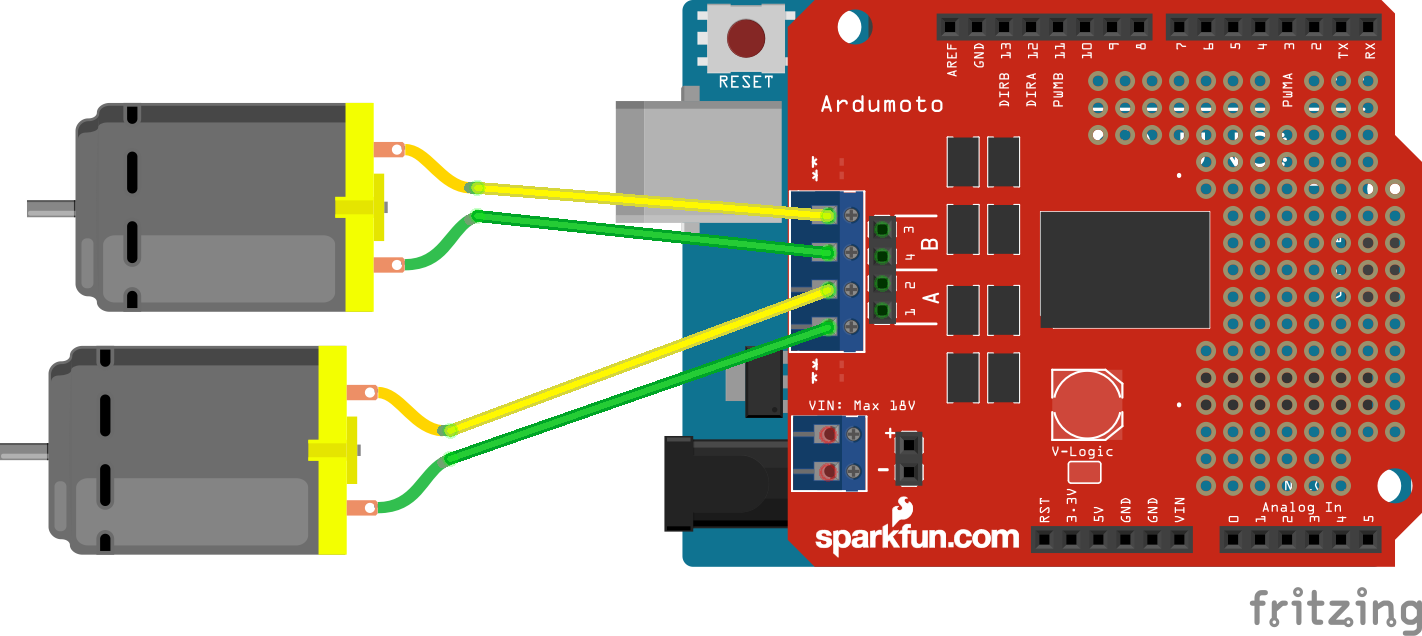 RESET
AREF
GND
13
12
11
10
9
8
7
6
5
4
3
2
TX
RX
DIRB
DIRA
PWMB
PWMA
Ardumoto
3
4
B
2
1
A
VIN: Max 18V
+
-
V-Logic
RST
3.3V
5V
GND
GND
VIN
Analog In
0
1
2
3
4
5
sparkfun.com
fritzing